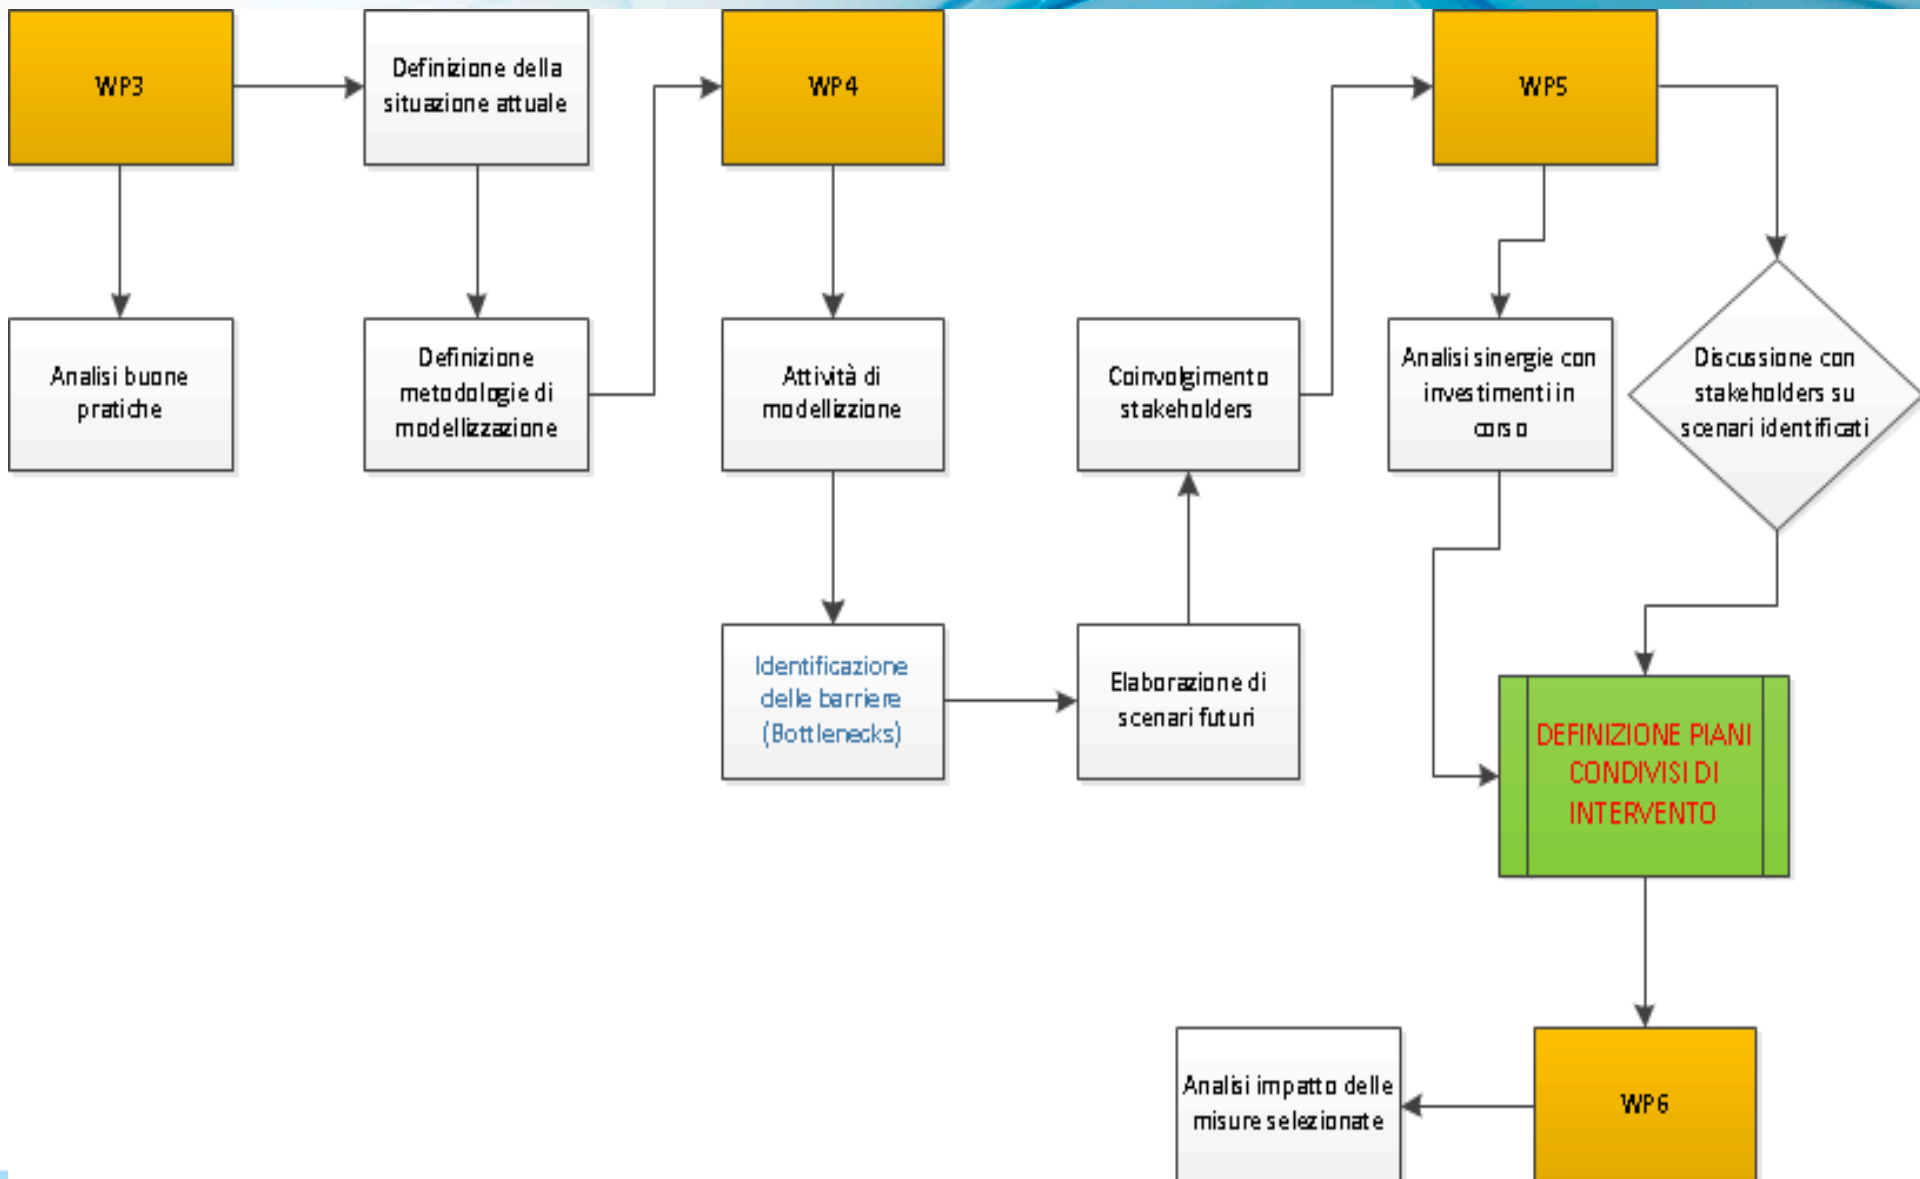 WP3
Definizione della
situazione attuale
WP4
WP5
Analisi buone
pratiche
Definizione
metodologie di
modellizzazione
Attività di
modellizzione
Coinvolgimento
stakeholders
Analisi sinergie con
investimenti in
corso
Discussione con
stakeholders su
scenari identificati
Identificazione
delle barriere
(Bottlenecks)
Elaborazione di
scenari futuri
DEFINIZIONE PIANI
CONDIVISI DI
INTERVENTO
Analisi impatto delle
misure selezionate
WP6